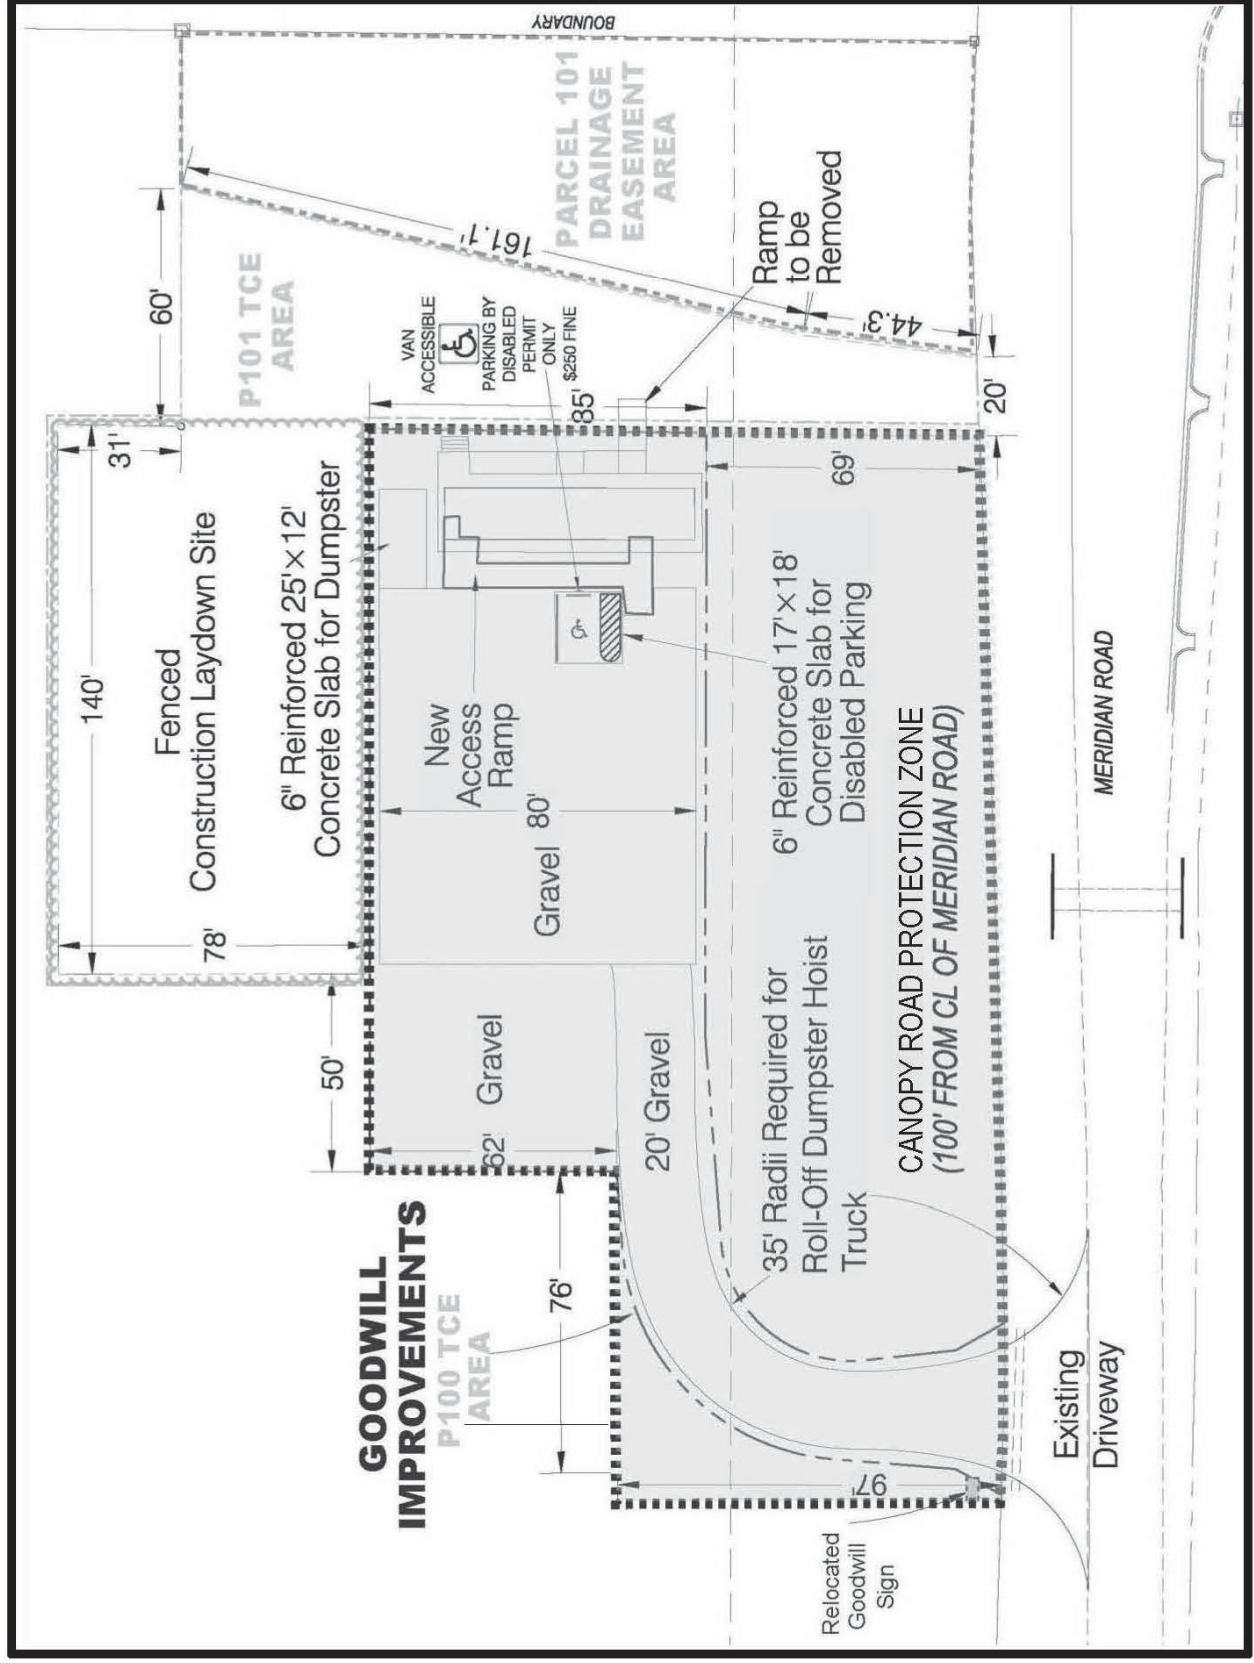 BOUNDARY
PARCEL 101
DRAINAGE
EASEMENT
AREA
161.1'
44.3'
Ramp
to be
Removed
60'
P101 TCE
AREA
20'
VAN
ACCESSIBLE
PARKING BY
DISABLED
PERMIT
ONLY
$250 FINE
85'
69'
31'
140'
78'
Fenced
Construction Laydown Site
6" Reinforced 25'×12'
Concrete Slab for Dumpster
New
Access
Ramp
80'
Gravel
6" Reinforced 17'×18'
Concrete Slab for
Disabled Parking
CANOPY ROAD PROTECTION ZONE
(100' FROM CL OF MERIDIAN ROAD)
MERIDIAN ROAD
50'
Gravel
62'
20' Gravel
35' Radii Required for
Roll-Off Dumpster Hoist
Truck
GOODWILL
IMPROVEMENTS
P100 TCE
AREA
76'
97'
Existing
Driveway
Relocated
Goodwill
Sign